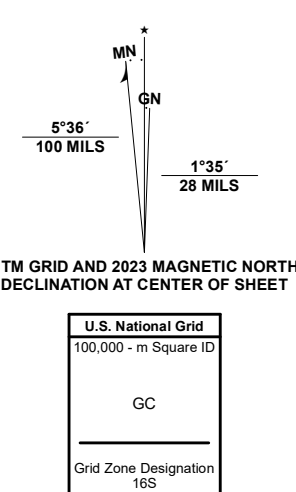 ★
MN
GN
5°36´
100 MILS
1°35´
28 MILS
TM GRID AND 2023 MAGNETIC NORTH
DECLINATION AT CENTER OF SHEET
U.S. National Grid
100,000 - m Square ID
GC
Grid Zone Designation
16S